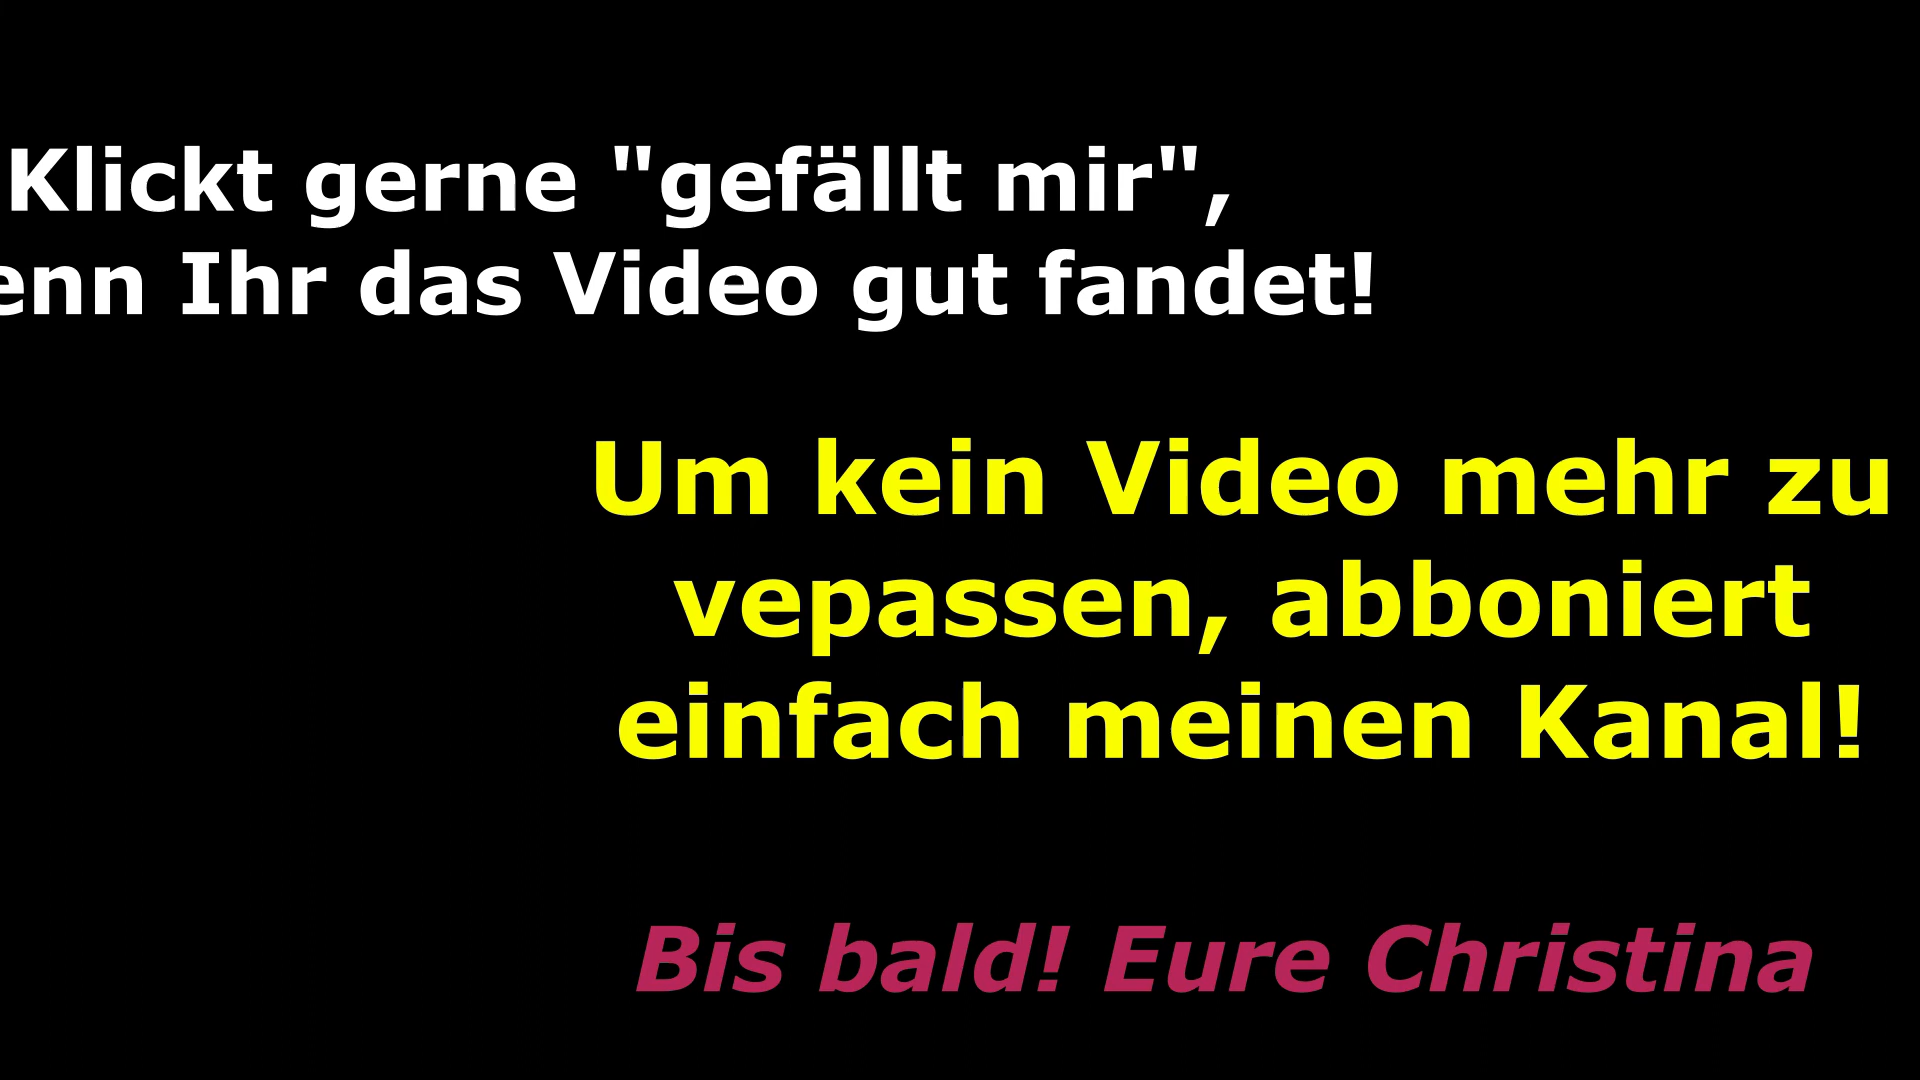 Klickt gerne "gefällt mir",
enn Ihr das Video gut fandet!
Um kein Video mehr zu
vepassen, abboniert
einfach meinen Kanal!
Bis bald! Eure Christina